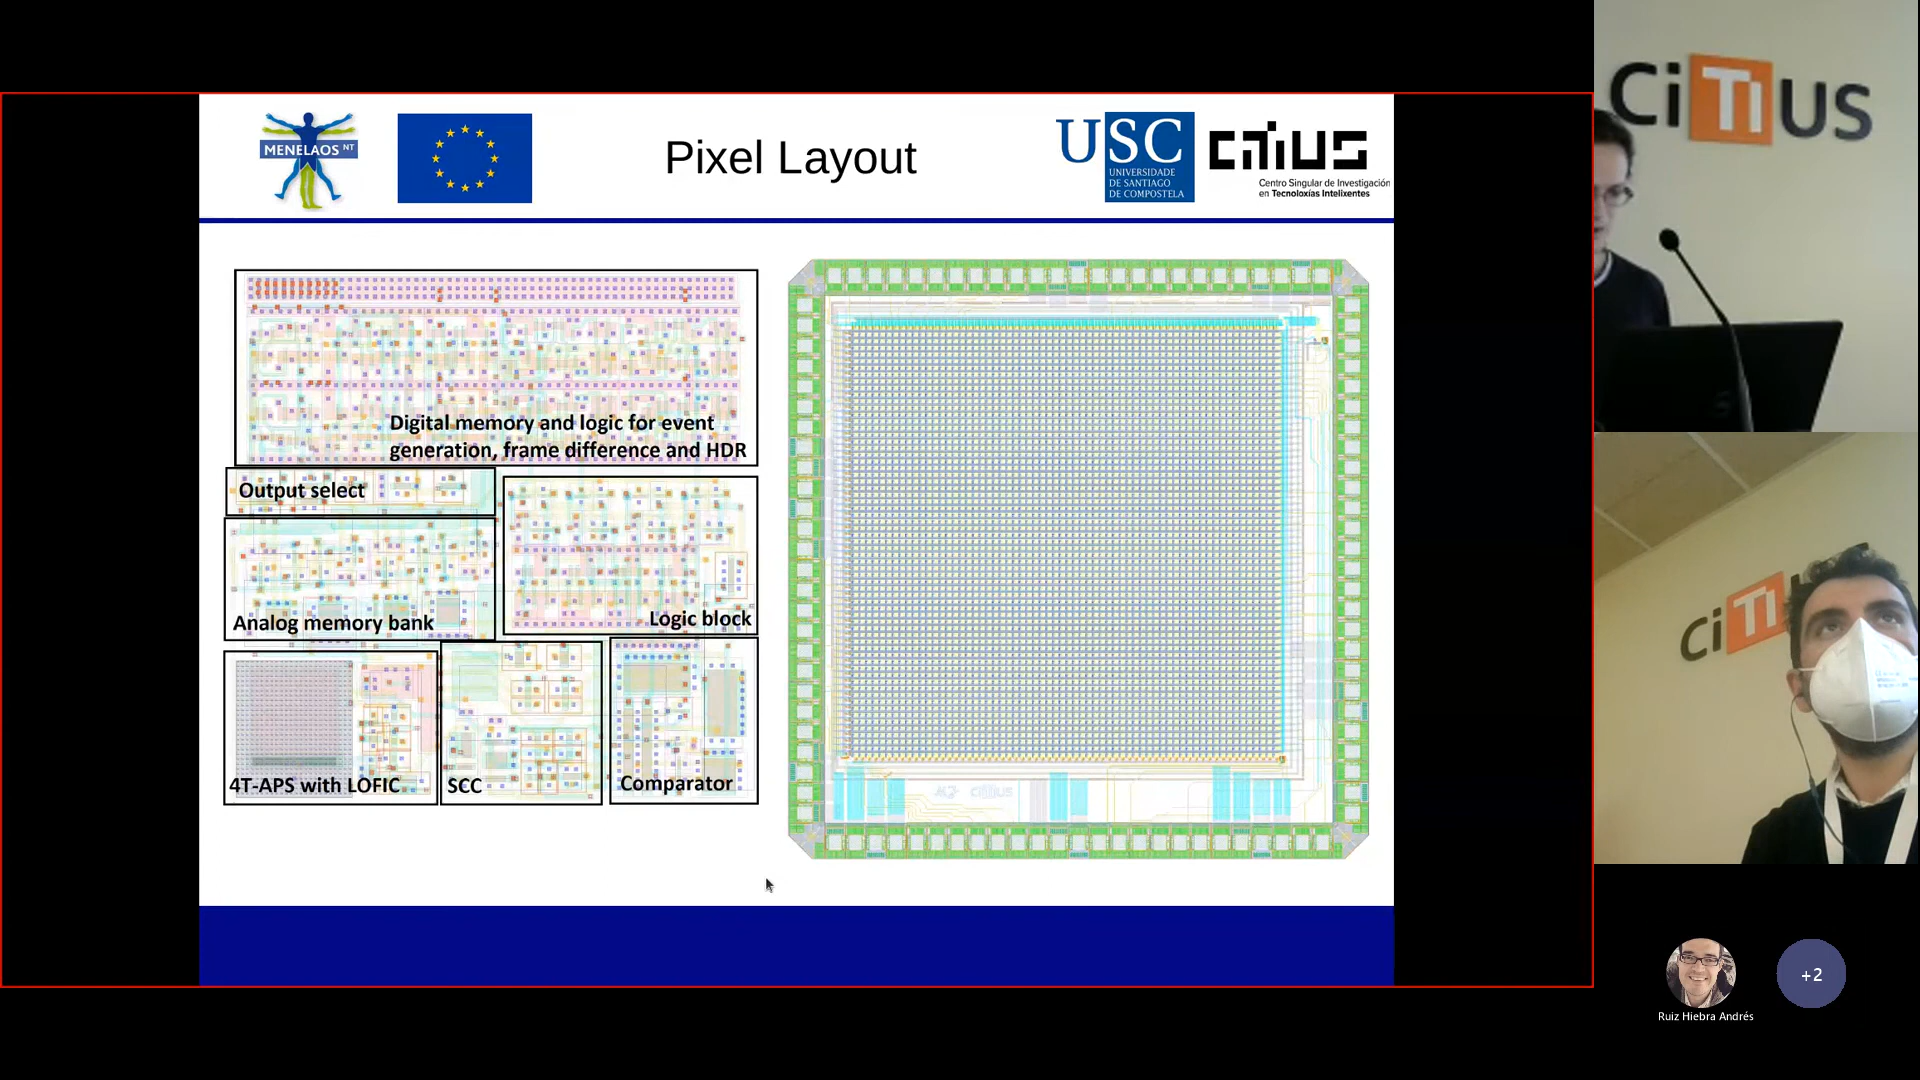 MENELAOS NT
Pixel Layout
USC
UNIVERSIDADE
DE SANTIAGO
DE COMPOSTELA
CiTIUS
Centro Singular de Investigación
en Tecnoloxías Intelixentes
Digital memory and logic for event
generation, frame difference and HDR
Output select
Analog memory bank
Logic block
4T-APS with LOFIC
SCC
Comparator
CiTIUS
CiTIUS
CiTI
+2
Ruiz Hiebra Andrés